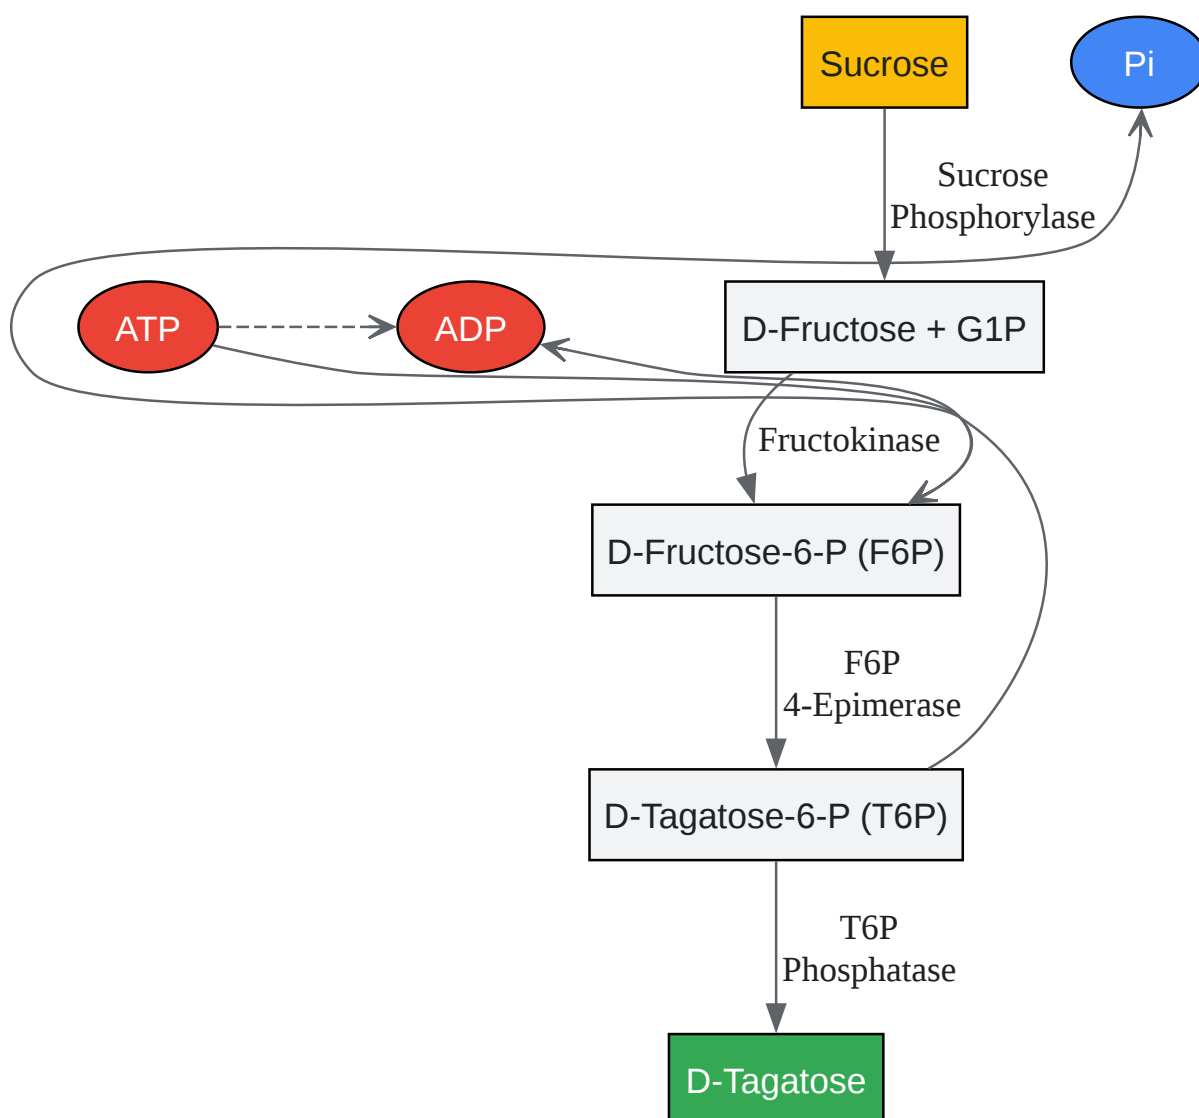 Sucrose
Pi
Sucrose
Phosphorylase
ATP
ADP
D-Fructose + G1P
Fructokinase
D-Fructose-6-P (F6P)
F6P
4-Epimerase
D-Tagatose-6-P (T6P)
T6P
Phosphatase
D-Tagatose